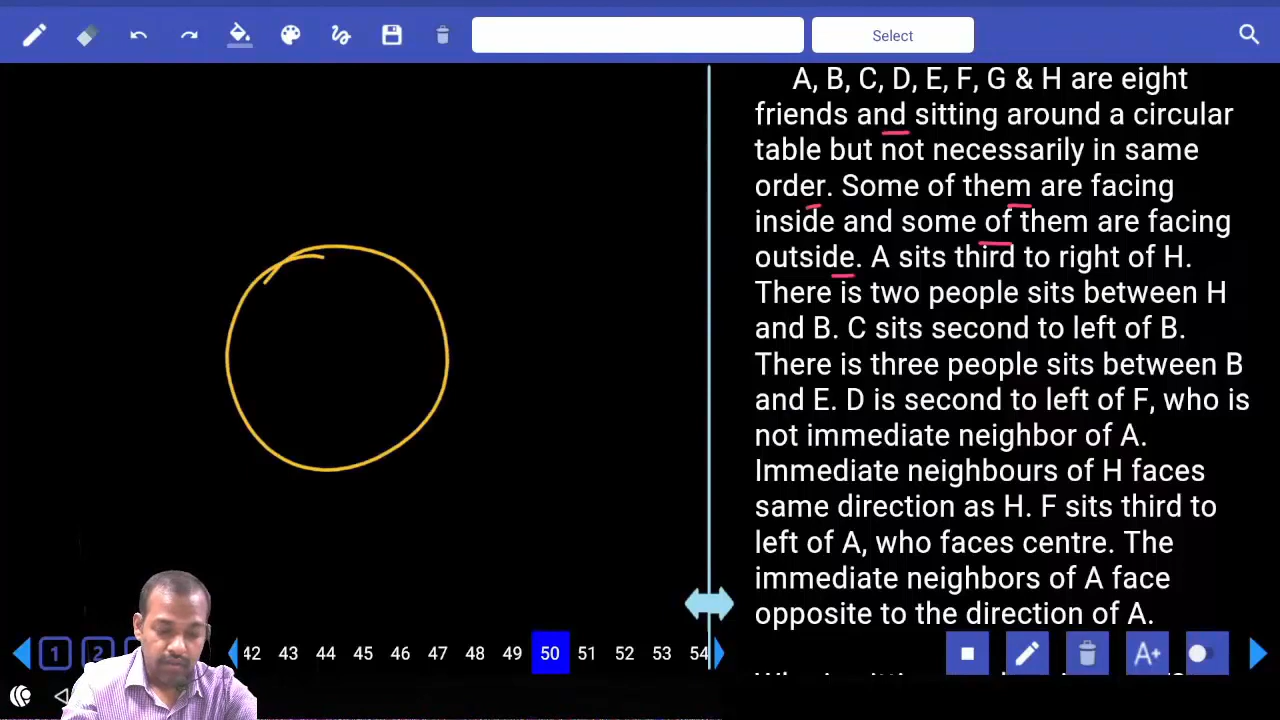 Select
A, B, C, D, E, F, G & H are eight
friends and sitting around a circular
table but not necessarily in same
order. Some of them are facing
inside and some of them are facing
outside. A sits third to right of H.
There is two people sits between H
and B. C sits second to left of B.
There is three people sits between B
and E. D is second to left of F, who is
not immediate neighbor of A.
Immediate neighbours of H faces
same direction as H. F sits third to
left of A, who faces centre. The
immediate neighbors of A face
opposite to the direction of A.
1 2 42 43 44 45 46 47 48 49 50 51 52 53 54
A+